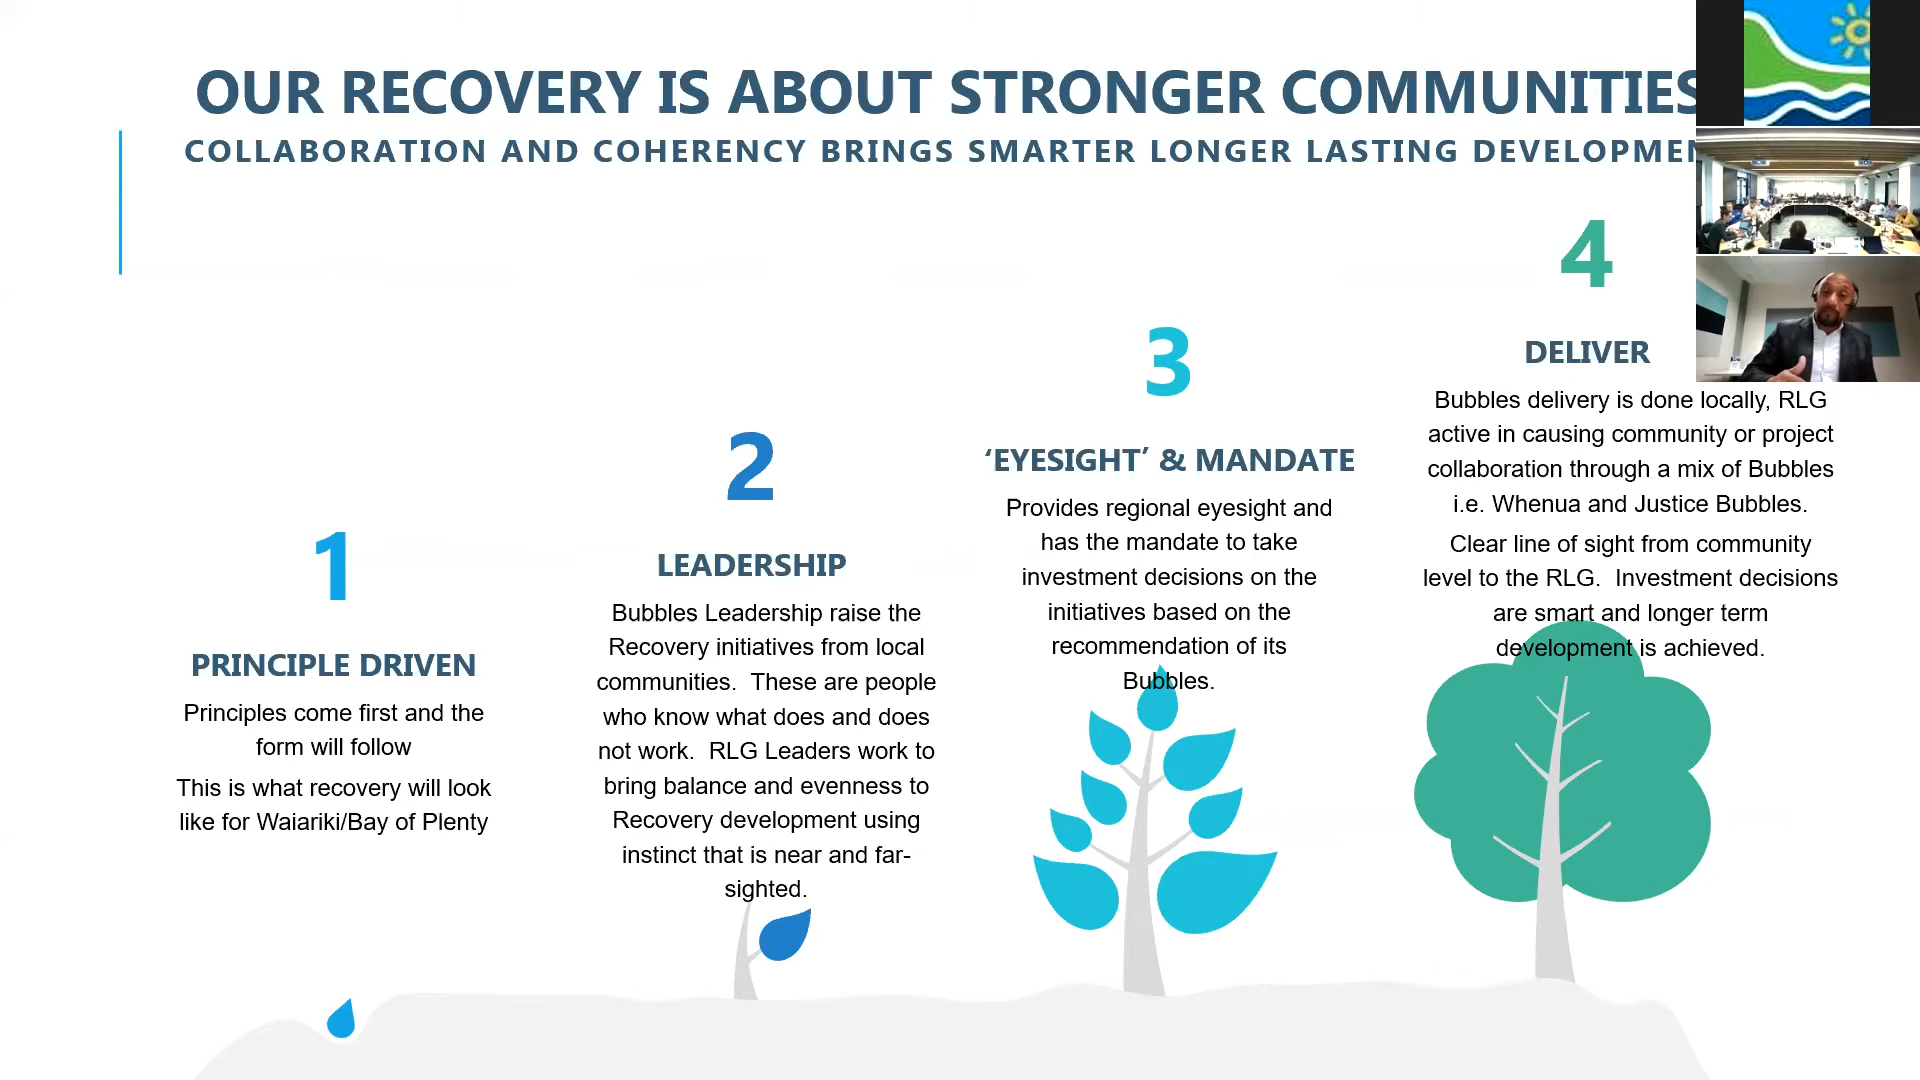 OUR RECOVERY IS ABOUT STRONGER COMMUNITIES
COLLABORATION AND COHERENCY BRINGS SMARTER LONGER LASTING
1
PRINCIPLE DRIVEN
Principles come first and the
form will follow
This is what recovery will look
like for Waiariki/Bay of Plenty
2
LEADERSHIP
Bubbles Leadership raise the
Recovery initiatives from local
communities. These are people
who know what does and does
not work. RLG Leaders work to
bring balance and evenness to
Recovery development using
instinct that is near and far-
sighted.
3
‘EYESIGHT’ & MANDATE
Provides regional eyesight and
has the mandate to take
investment decisions on the
initiatives based on the
recommendation of its
Bubbles.
4
DELIVER
Bubbles delivery is done locally, RLG
active in causing community or project
collaboration through a mix of Bubbles
i.e. Whenua and Justice Bubbles.
Clear line of sight from community
level to the RLG. Investment decisions
are smart and longer term
development is achieved.